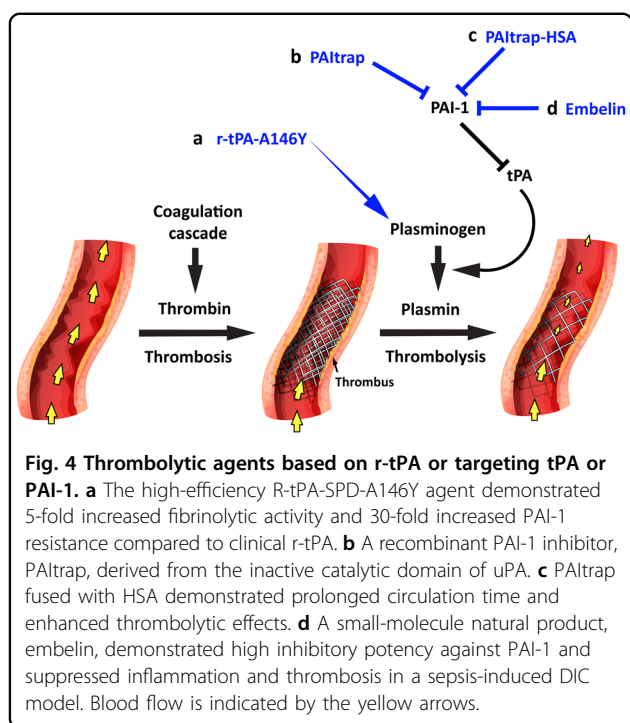 c PAItrap-HSA
b PAItrap
PAI-1
d Embelin
a r-tPA-A146Y
tPA
Coagulation
cascade
Plasminogen
Thrombin
Plasmin
Thrombosis
Thrombolysis
Thrombus
Fig. 4 Thrombolytic agents based on r-tPA or targeting tPA or
PAI-1. a The high-efficiency R-tPA-SPD-A146Y agent demonstrated
5-fold increased fibrinolytic activity and 30-fold increased PAI-1
resistance compared to clinical r-tPA. b A recombinant PAI-1 inhibitor,
PAItrap, derived from the inactive catalytic domain of uPA. c PAItrap
fused with HSA demonstrated prolonged circulation time and
enhanced thrombolytic effects. d A small-molecule natural product,
embelin, demonstrated high inhibitory potency against PAI-1 and
suppressed inflammation and thrombosis in a sepsis-induced DIC
model. Blood flow is indicated by the yellow arrows.